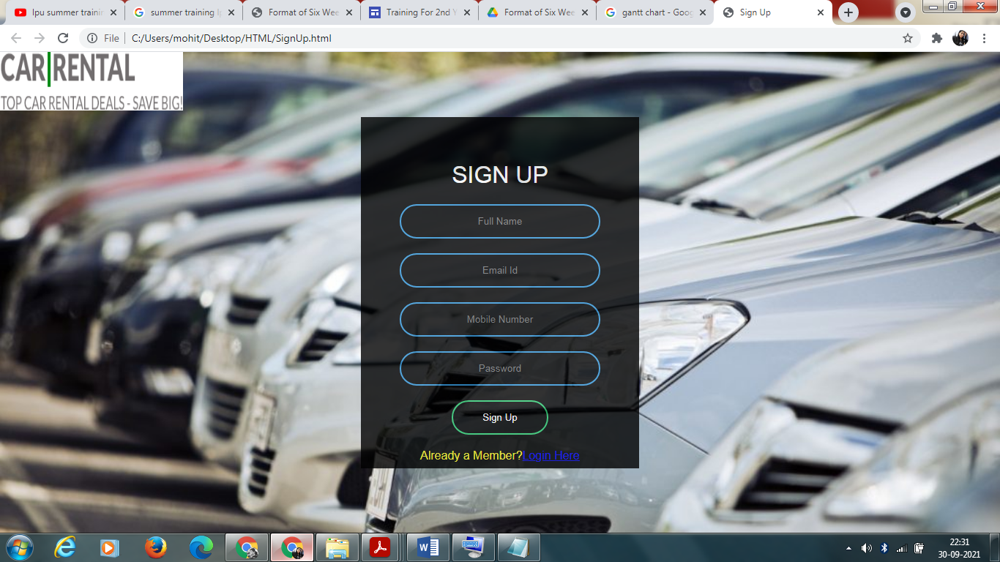 Ipu summer trainin
summer training Ip
Format of Six Wee
Training For 2nd Y
Format of Six Wee
gantt chart - Goog
Sign Up
File
C:/Users/mohit/Desktop/HTML/SignUp.html
CAR RENTAL
TOP CAR RENTAL DEALS - SAVE BIG!
SIGN UP
Full Name
Email Id
Mobile Number
Password
Sign Up
Already a Member?Login Here
22:31
30-09-2021